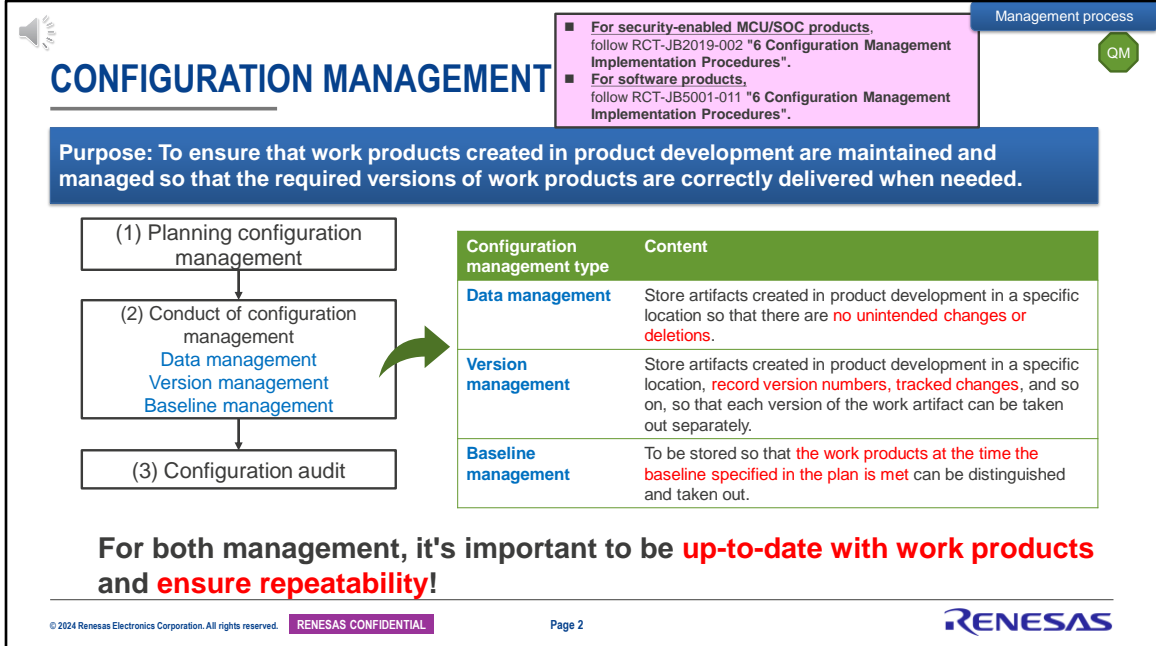 Management process
QM
■ For security-enabled MCU/SOC products,
follow RCT-JB2019-002 "6 Configuration Management
Implementation Procedures".
■ For software products,
follow RCT-JB5001-011 "6 Configuration Management
Implementation Procedures".
CONFIGURATION MANAGEMENT
Purpose: To ensure that work products created in product development are maintained and
managed so that the required versions of work products are correctly delivered when needed.
(1) Planning configuration
management
(2) Conduct of configuration
management
Data management
Version management
Baseline management
(3) Configuration audit
Configuration
management type
Content
Data management
Store artifacts created in product development in a specific
location so that there are no unintended changes or
deletions.
Version
management
Store artifacts created in product development in a specific
location, record version numbers, tracked changes, and so
on, so that each version of the work artifact can be taken
out separately.
Baseline
management
To be stored so that the work products at the time the
baseline specified in the plan is met can be distinguished
and taken out.
For both management, it's important to be up-to-date with work products
and ensure repeatability!
© 2024 Renesas Electronics Corporation. All rights reserved.
RENESAS CONFIDENTIAL
Page 2
RENESAS